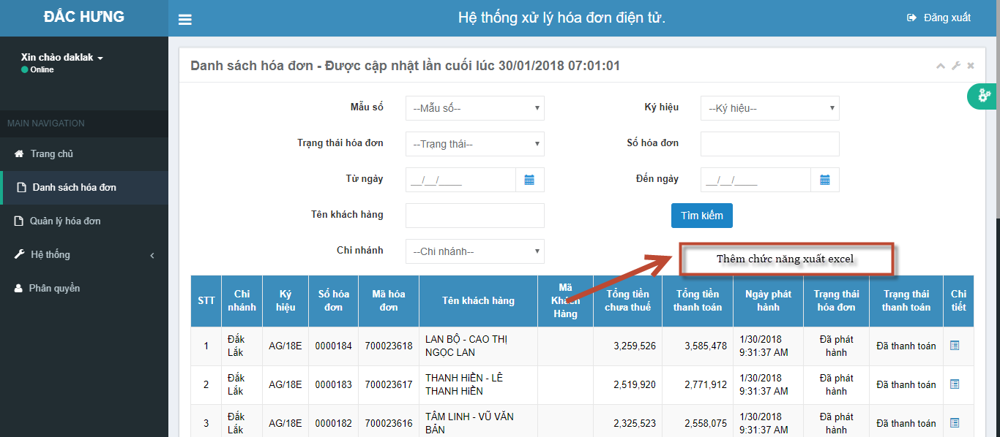 ĐẮC HƯNG
Hệ thống xử lý hóa đơn điện tử.
Đăng xuất
Xin chào daklak
Online
MAIN NAVIGATION
Trang chủ
Danh sách hóa đơn
Quản lý hóa đơn
Hệ thống
Phân quyền
Danh sách hóa đơn - Được cập nhật lần cuối lúc 30/01/2018 07:01:01
Mẫu số --Mẫu số-- Ký hiệu --Ký hiệu--
Trạng thái hóa đơn --Trạng thái-- Số hóa đơn
Từ ngày __/__/____ Đến ngày __/__/____
Tên khách hàng Tìm kiếm
Chi nhánh --Chi nhánh--
Thêm chức năng xuất excel
STT
Chi
nhánh
Ký
hiệu
Số hóa
đơn
Mã hóa
đơn
Tên khách hàng
Mã
Khách
Hàng
Tổng tiền
chưa thuế
Tổng tiền
thanh toán
Ngày phát
hành
Trạng thái
hóa đơn
Trạng thái
thanh toán
Chi
tiết
1
Đắk
Lắk
AG/18E
0000184
700023618
LAN BỘ - CAO THỊ
NGỌC LAN
3,259,526
3,585,478
1/30/2018
9:31:37 AM
Đã phát
hành
Đã thanh toán
2
Đắk
Lắk
AG/18E
0000183
700023617
THANH HiỀN - LÊ
THANH HiỀN
2,519,920
2,771,912
1/30/2018
9:31:37 AM
Đã phát
hành
Đã thanh toán
3
Đắk
Lắk
AG/18E
0000182
700023616
TÂM LINH - VŨ VĂN
BẢN
2,325,523
2,558,075
1/30/2018
9:31:37 AM
Đã phát
hành
Đã thanh toán